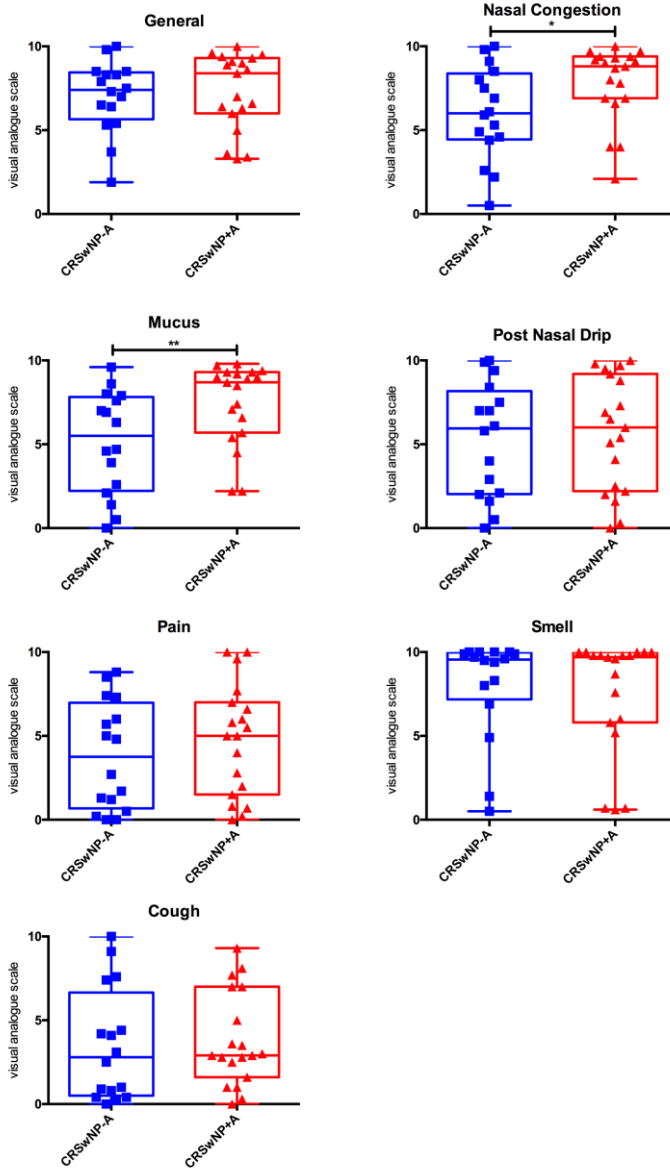 General
visual analogue scale
10
5
0
CRSwNP-A
CRSwNP+A
Nasal Congestion
*
visual analogue scale
10
5
0
CRSwNP-A
CRSwNP+A
Mucus
**
visual analogue scale
10
5
0
CRSwNP-A
CRSwNP+A
Post Nasal Drip
visual analogue scale
10
5
0
CRSwNP-A
CRSwNP+A
Pain
visual analogue scale
10
5
0
CRSwNP-A
CRSwNP+A
Smell
visual analogue scale
10
5
0
CRSwNP-A
CRSwNP+A
Cough
visual analogue scale
10
5
0
CRSwNP-A
CRSwNP+A